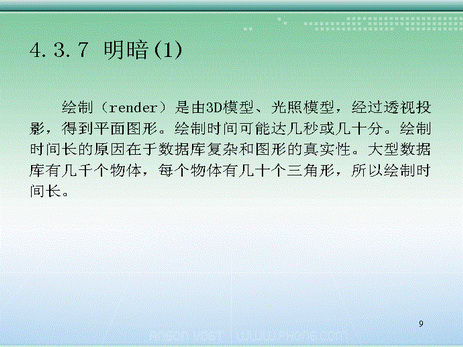 4.3.7 明暗(1)
绘制（render）是由3D模型、光照模型，经过透视投
影，得到平面图形。绘制时间可能达几秒或几十分。绘制
时间长的原因在于数据库复杂和图形的真实性。大型数据
库有几千个物体，每个物体有几十个三角形，所以绘制时
间长。
9